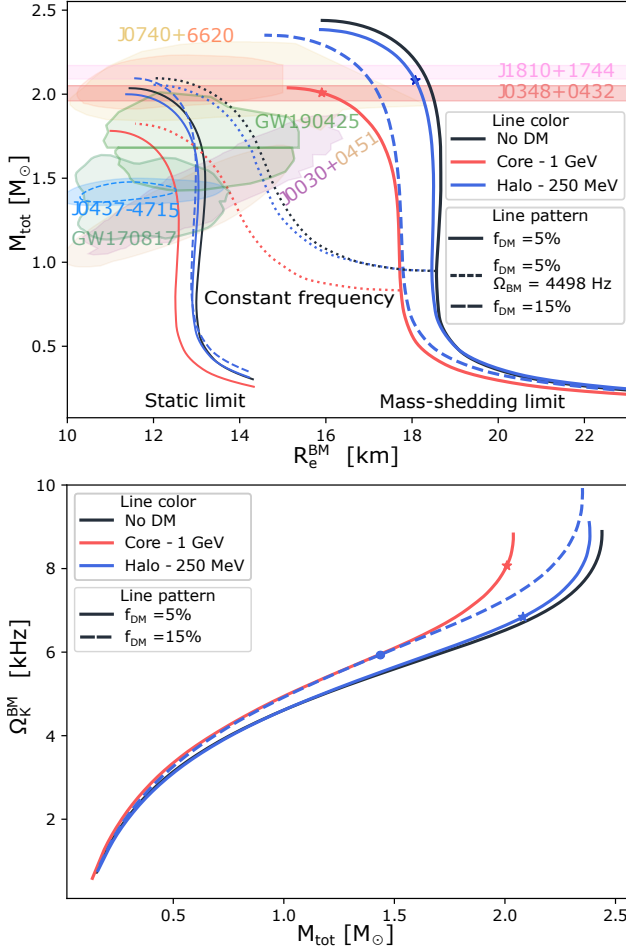 2.5
2.0
1.5
1.0
0.5
M_tot [M_⊙]
J0740+6620
J1810+1744
J0348+0432
GW190425
J0030+0451
J0437-4715
GW170817
Line color
No DM
Core - 1 GeV
Halo - 250 MeV
Line pattern
f_DM =5%
f_DM =5%
Ω_BM = 4498 Hz
f_DM =15%
Constant frequency
Static limit
Mass-shedding limit
10 12 14 16 18 20 22
R_e^BM [km]
10
8
6
4
2
Ω_K^BM [kHz]
Line color
No DM
Core - 1 GeV
Halo - 250 MeV
Line pattern
f_DM =5%
f_DM =15%
0.5 1.0 1.5 2.0 2.5
M_tot [M_⊙]